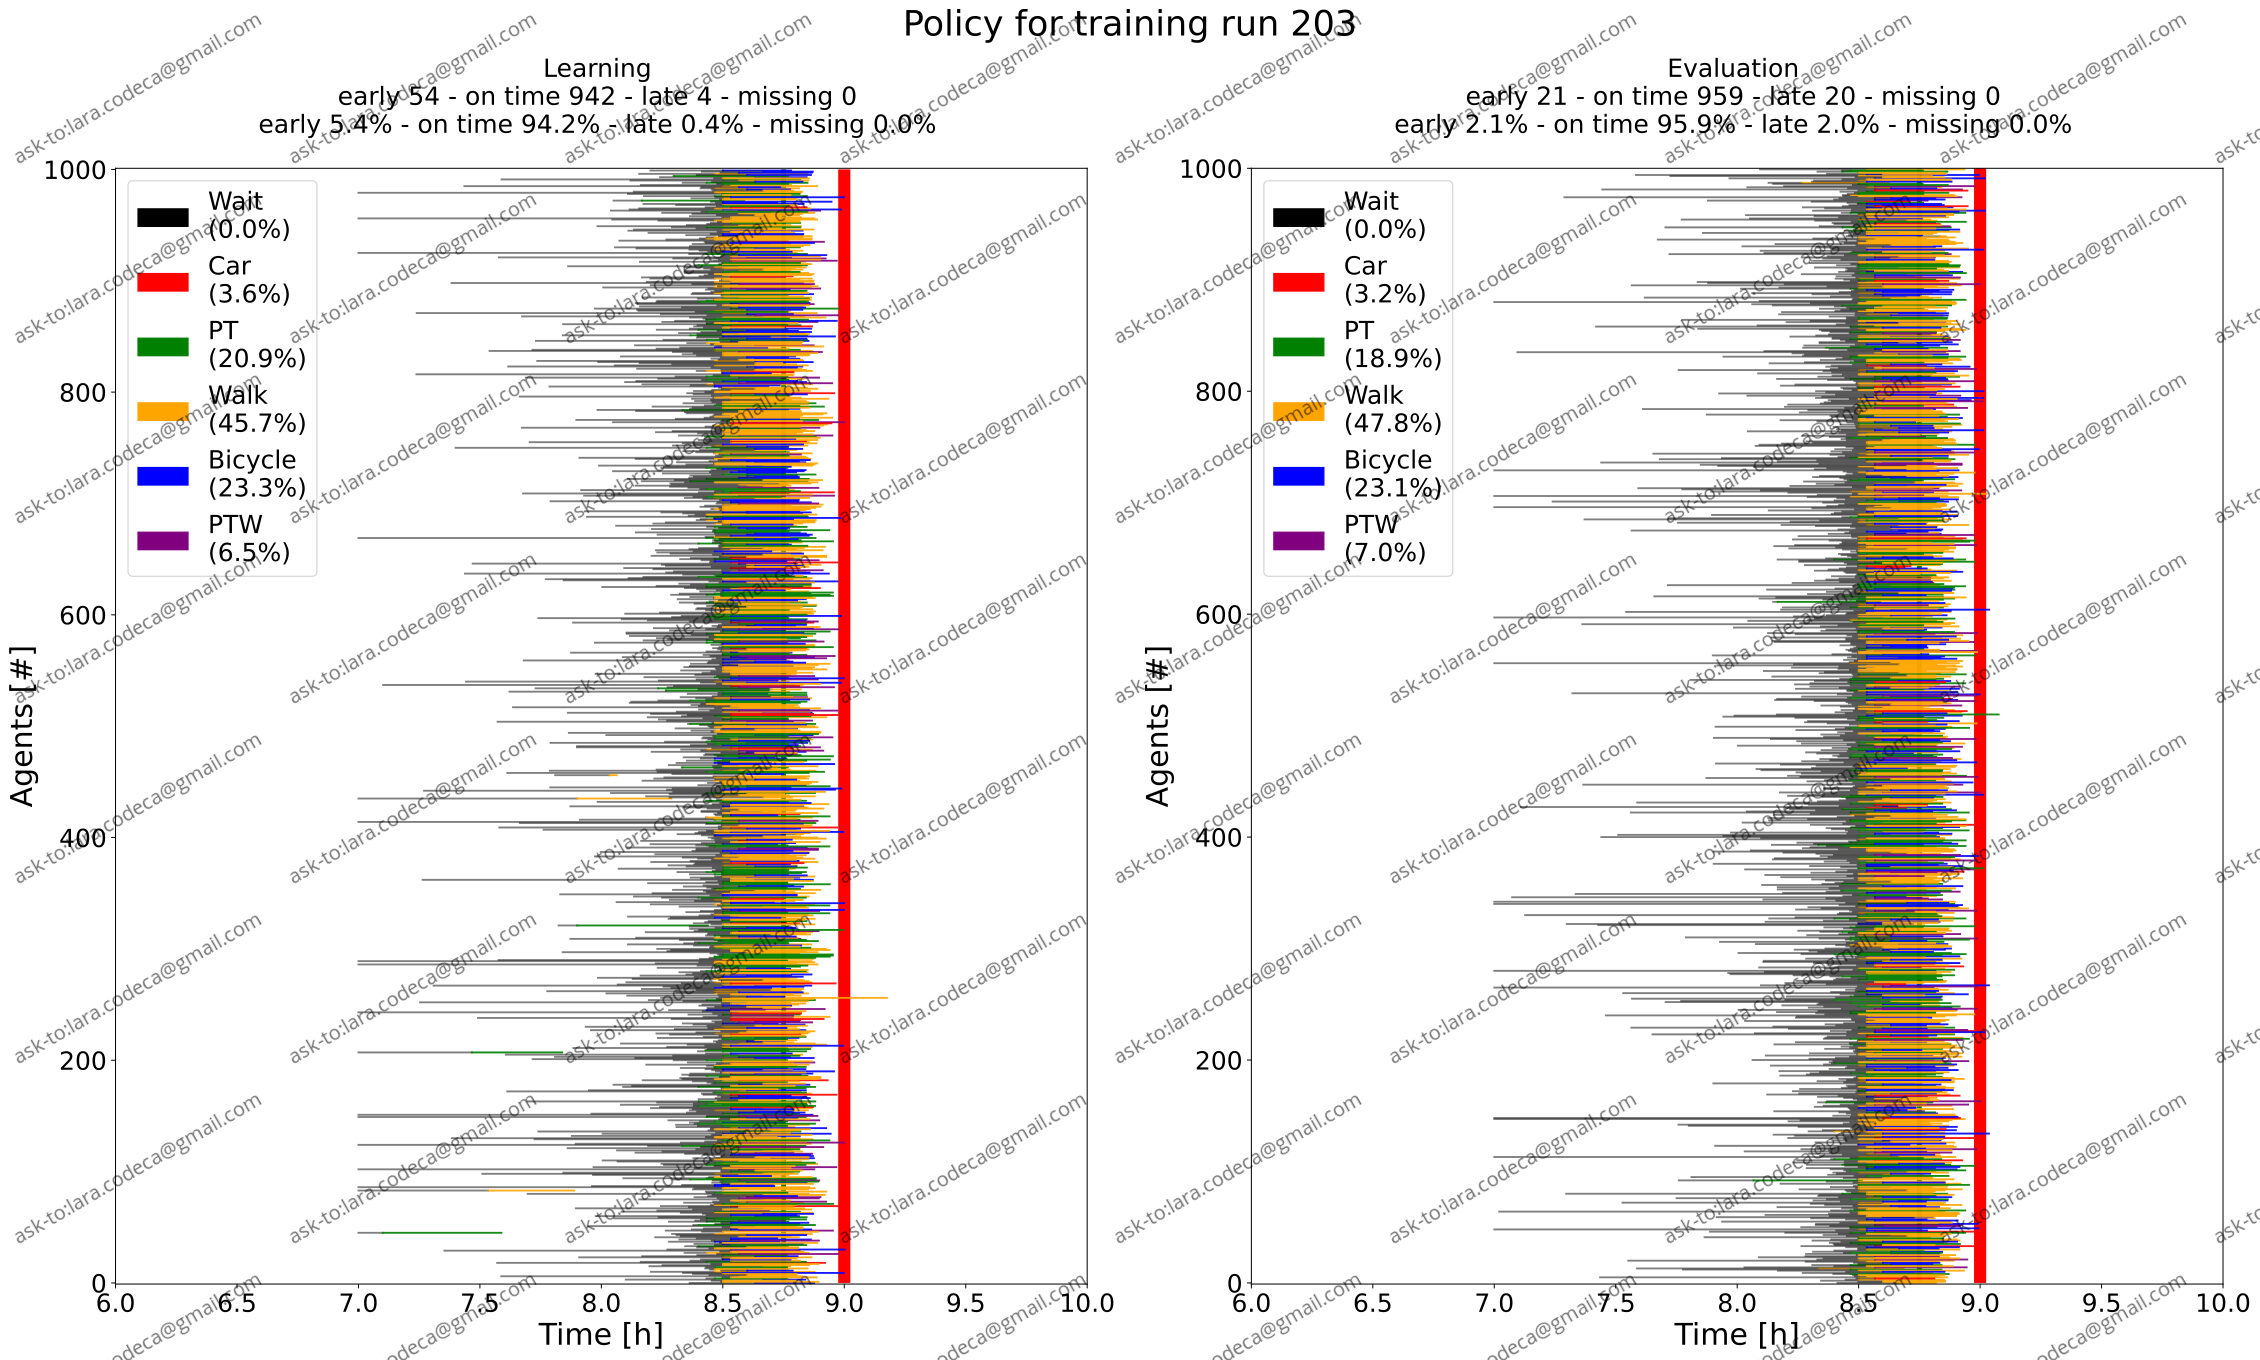 Policy for training run 203
Learning
early 54 - on time 942 - late 4 - missing 0
early 5.4% - on time 94.2% - late 0.4% - missing 0.0%
1000
800
600
400
200
0
Agents [#]
Wait
(0.0%)
Car
(3.6%)
PT
(20.9%)
Walk
(45.7%)
Bicycle
(23.3%)
PTW
(6.5%)
6.0 6.5 7.0 7.5 8.0 8.5 9.0 9.5 10.0
Time [h]
Evaluation
early 21 - on time 959 - late 20 - missing 0
early 2.1% - on time 95.9% - late 2.0% - missing 0.0%
1000
800
600
400
200
0
Agents [#]
Wait
(0.0%)
Car
(3.2%)
PT
(18.9%)
Walk
(47.8%)
Bicycle
(23.1%)
PTW
(7.0%)
6.0 6.5 7.0 7.5 8.0 8.5 9.0 9.5 10.0
Time [h]
ask-to:lara.codeca@gmail.com